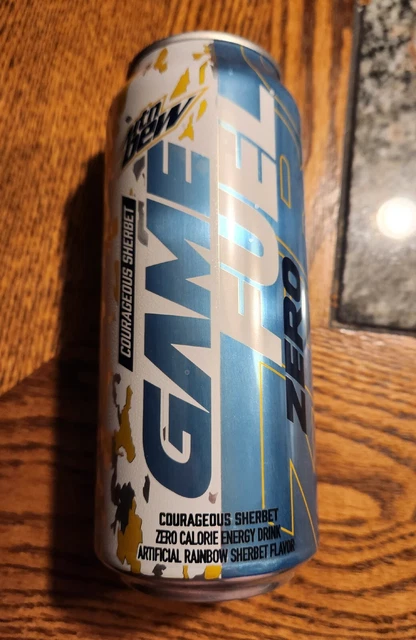 mtn
dew
GAME
FUEL
ZERO
COURAGEOUS SHERBET
COURAGEOUS SHERBET
ZERO CALORIE ENERGY DRINK
ARTIFICIAL RAINBOW SHERBET FLAVOR